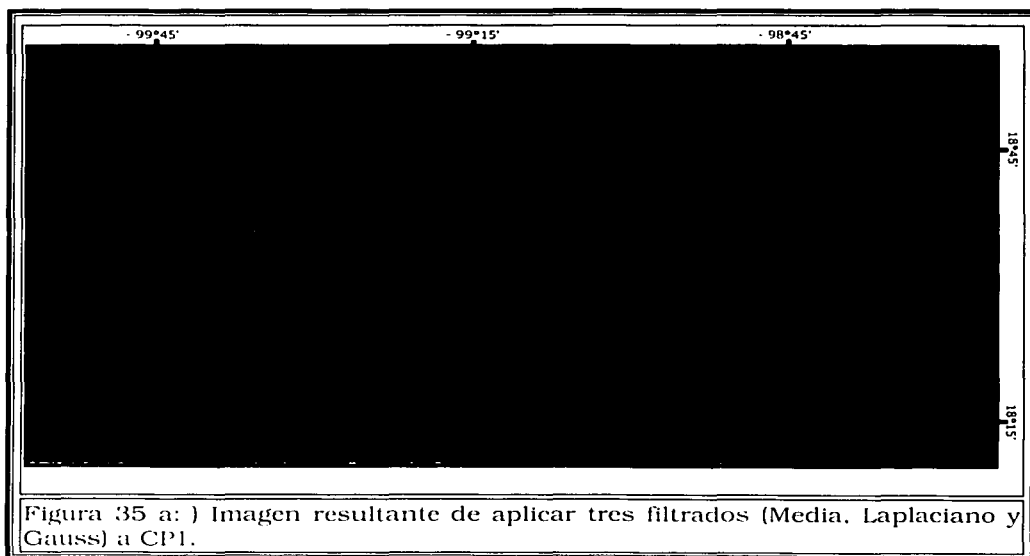 - 99°45' - 99°15' - 98°45'
18°45'
18°15'
Figura 35 a: ) Imagen resultante de aplicar tres filtrados (Media, Laplaciano y
Gauss) a CP1.